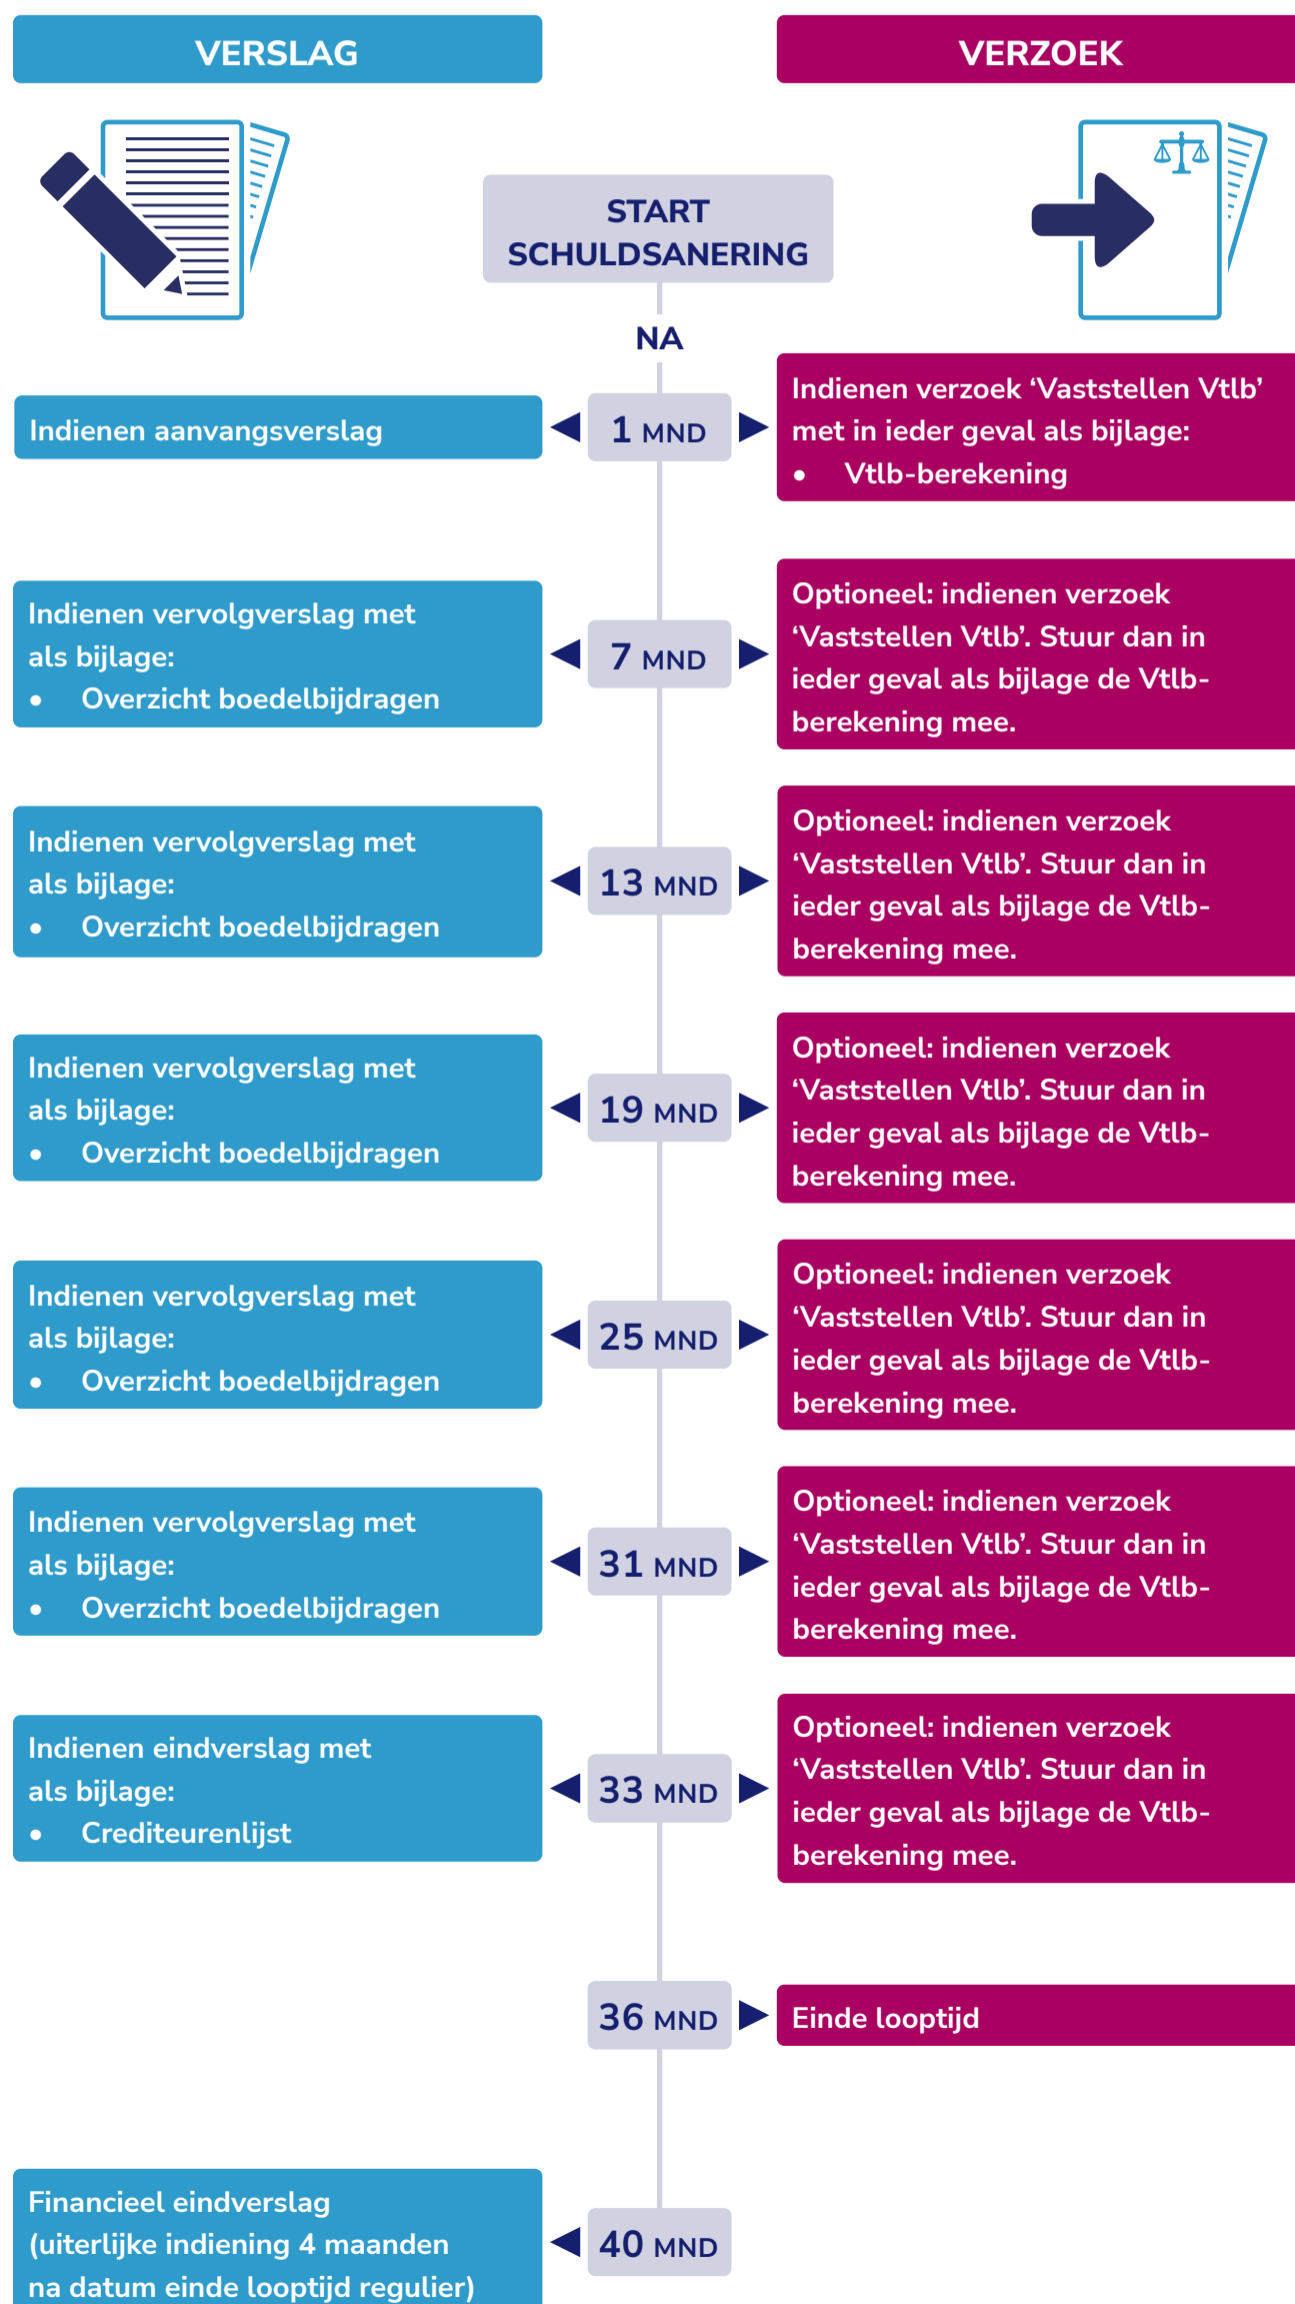 VERSLAG
VERZOEK
START
SCHULDSANERING
NA
Indienen aanvangsverslag
1 MND
Indienen verzoek ‘Vaststellen Vtlb’
met in ieder geval als bijlage:
• Vtlb-berekening
Indienen vervolgverslag met
als bijlage:
• Overzicht boedelbijdragen
7 MND
Optioneel: indienen verzoek
‘Vaststellen Vtlb’. Stuur dan in
ieder geval als bijlage de Vtlb-
berekening mee.
Indienen vervolgverslag met
als bijlage:
• Overzicht boedelbijdragen
13 MND
Optioneel: indienen verzoek
‘Vaststellen Vtlb’. Stuur dan in
ieder geval als bijlage de Vtlb-
berekening mee.
Indienen vervolgverslag met
als bijlage:
• Overzicht boedelbijdragen
19 MND
Optioneel: indienen verzoek
‘Vaststellen Vtlb’. Stuur dan in
ieder geval als bijlage de Vtlb-
berekening mee.
Indienen vervolgverslag met
als bijlage:
• Overzicht boedelbijdragen
25 MND
Optioneel: indienen verzoek
‘Vaststellen Vtlb’. Stuur dan in
ieder geval als bijlage de Vtlb-
berekening mee.
Indienen vervolgverslag met
als bijlage:
• Overzicht boedelbijdragen
31 MND
Optioneel: indienen verzoek
‘Vaststellen Vtlb’. Stuur dan in
ieder geval als bijlage de Vtlb-
berekening mee.
Indienen eindverslag met
als bijlage:
• Crediteurenlijst
33 MND
Optioneel: indienen verzoek
‘Vaststellen Vtlb’. Stuur dan in
ieder geval als bijlage de Vtlb-
berekening mee.
36 MND
Einde looptijd
Financieel eindverslag
(uiterlijke indiening 4 maanden
na datum einde looptijd regulier)
40 MND